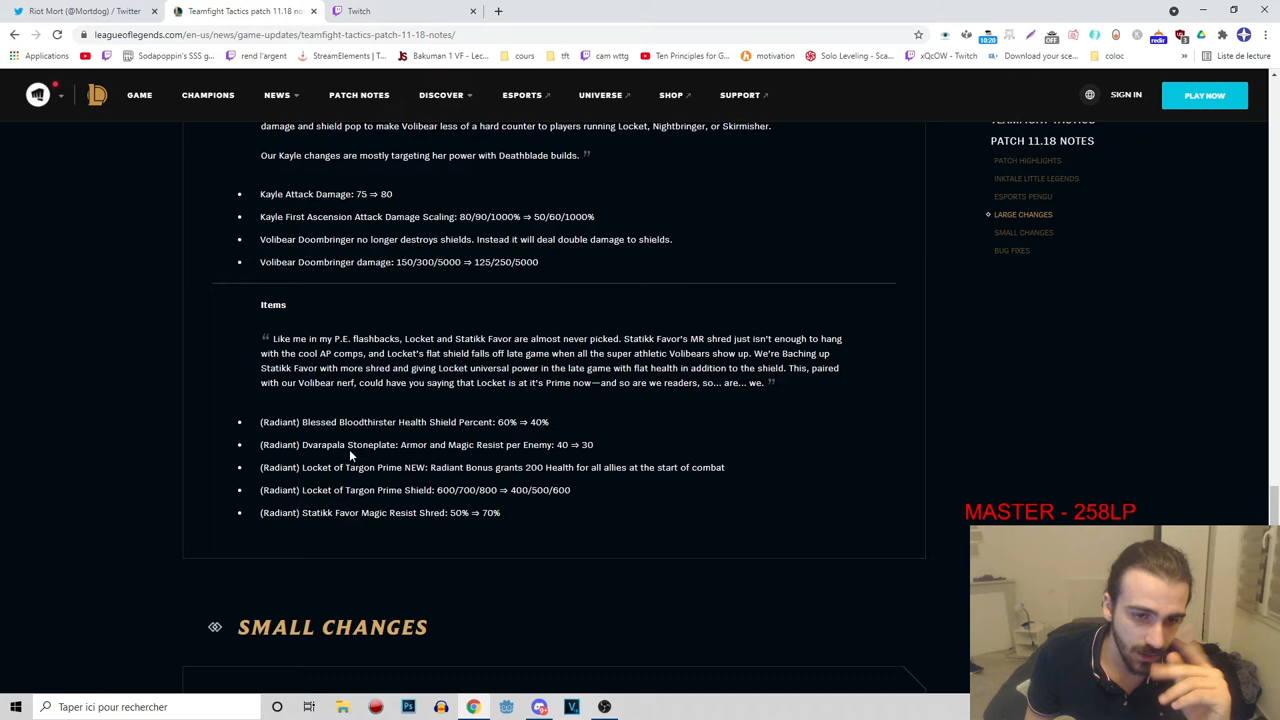 Riot Mort (@Mortdog) / Twitter
Teamfight Tactics patch 11.18 no
Twitch
leagueoflegends.com/en-us/news/game-updates/teamfight-tactics-patch-11-18-notes/
10:20
OFF
redir
3
Applications
Sodapoppin's GTS g...
rend l'argent
StreamElements | T...
Bakuman 1 VF – Lec...
cours
tft
cam wttg
Ten Principles for G...
motivation
Solo Leveling - Sca...
xQcOW - Twitch
Download your sce...
coloc
»
Liste de lecture
GAME
CHAMPIONS
NEWS
PATCH NOTES
DISCOVER
ESPORTS
UNIVERSE
SHOP
SUPPORT
SIGN IN
PLAY NOW
damage and shield pop to make Volibear less of a hard counter to players running Locket, Nightbringer, or Skirmisher.
Our Kayle changes are mostly targeting her power with Deathblade builds. ”
• Kayle Attack Damage: 75 ⇒ 80
• Kayle First Ascension Attack Damage Scaling: 80/90/1000% ⇒ 50/60/1000%
• Volibear Doombringer no longer destroys shields. Instead it will deal double damage to shields.
• Volibear Doombringer damage: 150/300/5000 ⇒ 125/250/5000
Items
“ Like me in my P.E. flashbacks, Locket and Statikk Favor are almost never picked. Statikk Favor's MR shred just isn't enough to hang
with the cool AP comps, and Locket's flat shield falls off late game when all the super athletic Volibears show up. We're Baching up
Statikk Favor with more shred and giving Locket universal power in the late game with flat health in addition to the shield. This, paired
with our Volibear nerf, could have you saying that Locket is at it's Prime now—and so are we readers, so... are... we. ”
• (Radiant) Blessed Bloodthirster Health Shield Percent: 60% ⇒ 40%
• (Radiant) Dvarapala Stoneplate: Armor and Magic Resist per Enemy: 40 ⇒ 30
• (Radiant) Locket of Targon Prime NEW: Radiant Bonus grants 200 Health for all allies at the start of combat
• (Radiant) Locket of Targon Prime Shield: 600/700/800 ⇒ 400/500/600
• (Radiant) Statikk Favor Magic Resist Shred: 50% ⇒ 70%
SMALL CHANGES
TEAMFIGHT TACTICS
PATCH 11.18 NOTES
PATCH HIGHLIGHTS
INKTALE LITTLE LEGENDS
ESPORTS PENGU
LARGE CHANGES
SMALL CHANGES
BUG FIXES
MASTER - 258LP
Taper ici pour rechercher